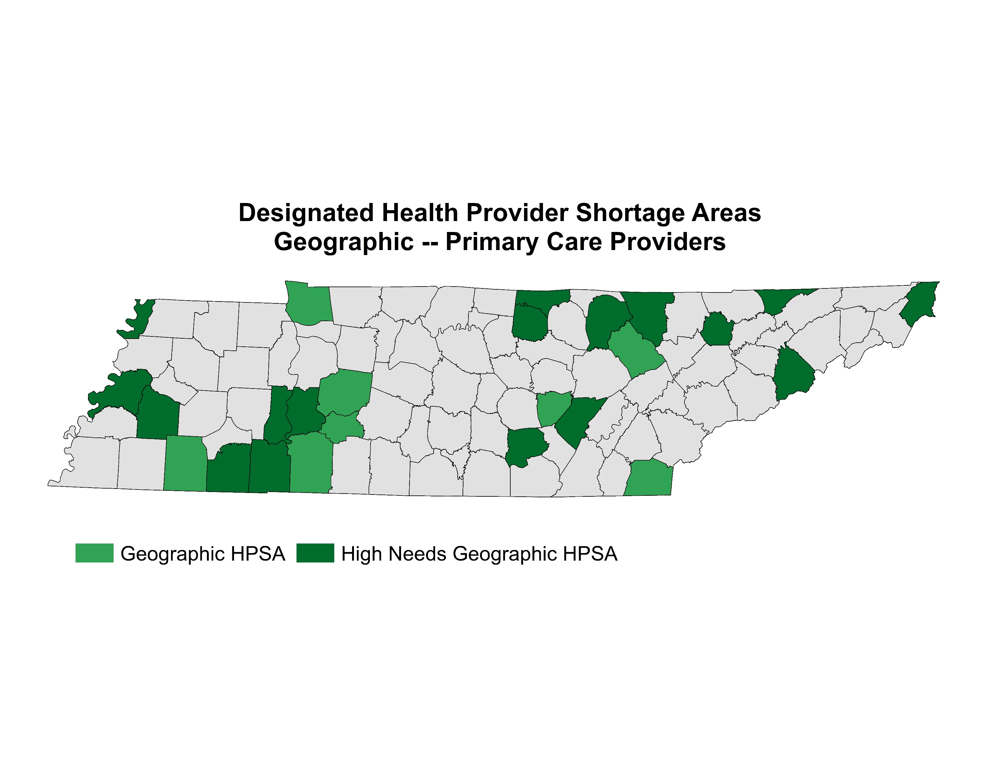 Designated Health Provider Shortage Areas
Geographic -- Primary Care Providers
Geographic HPSA
High Needs Geographic HPSA